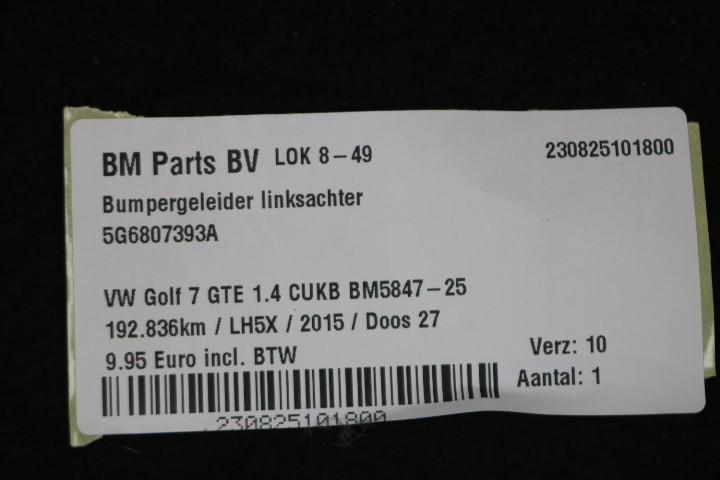 BM Parts BV LOK 8-49 230825101800
Bumpergeleider linksachter
5G6807393A
VW Golf 7 GTE 1.4 CUKB BM5847-25
192.836km / LH5X / 2015 / Doos 27
9.95 Euro incl. BTW Verz: 10
Aantal: 1
230825101800